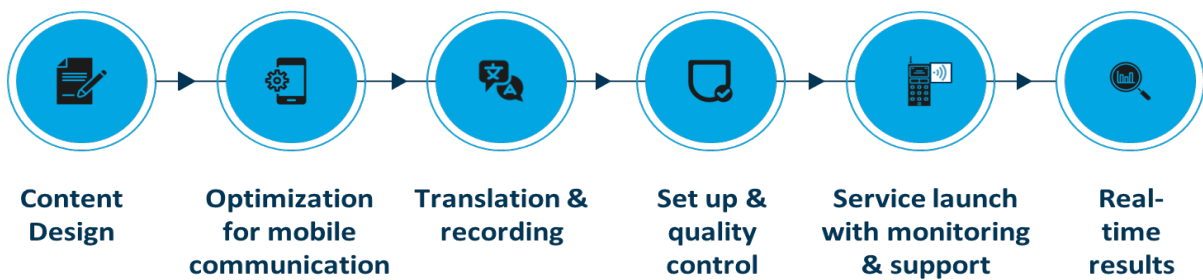 Content
Design
Optimization
for mobile
communication
Translation &
recording
Set up &
quality
control
Service launch
with monitoring
& support
Real-
time
results